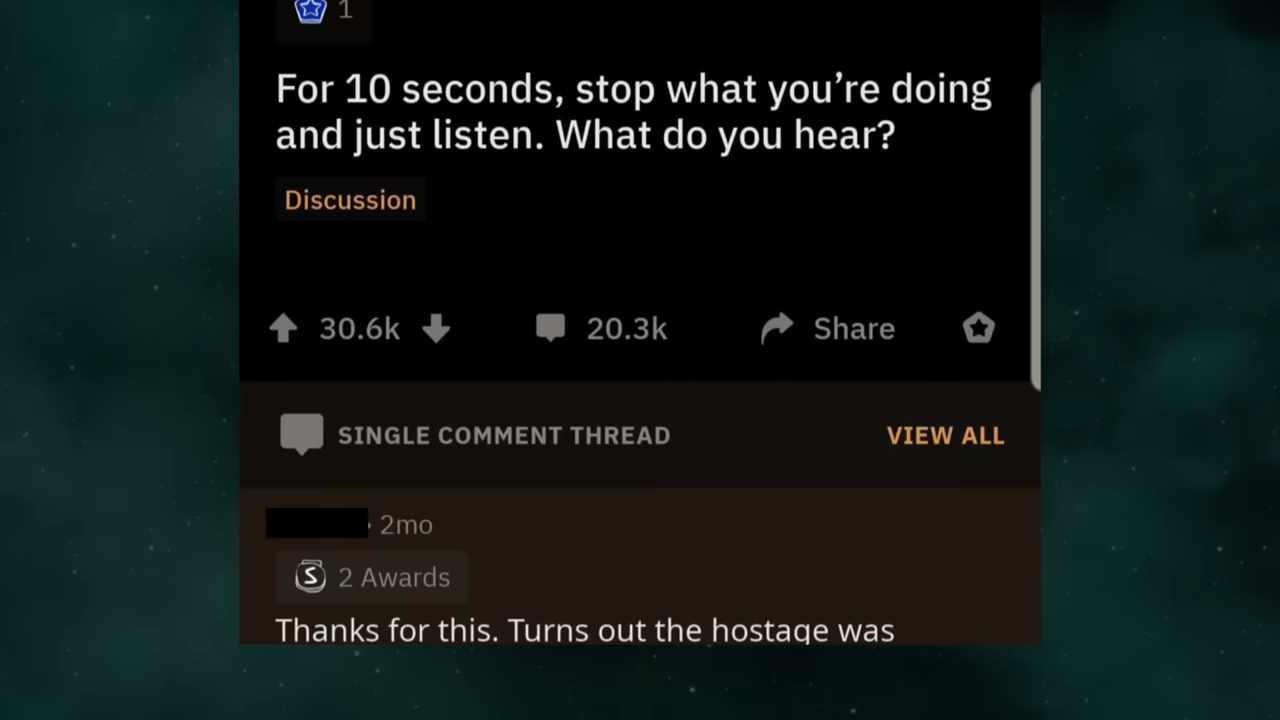 1
For 10 seconds, stop what you’re doing
and just listen. What do you hear?
Discussion
30.6k 20.3k Share
SINGLE COMMENT THREAD VIEW ALL
2mo
S 2 Awards
Thanks for this. Turns out the hostage was